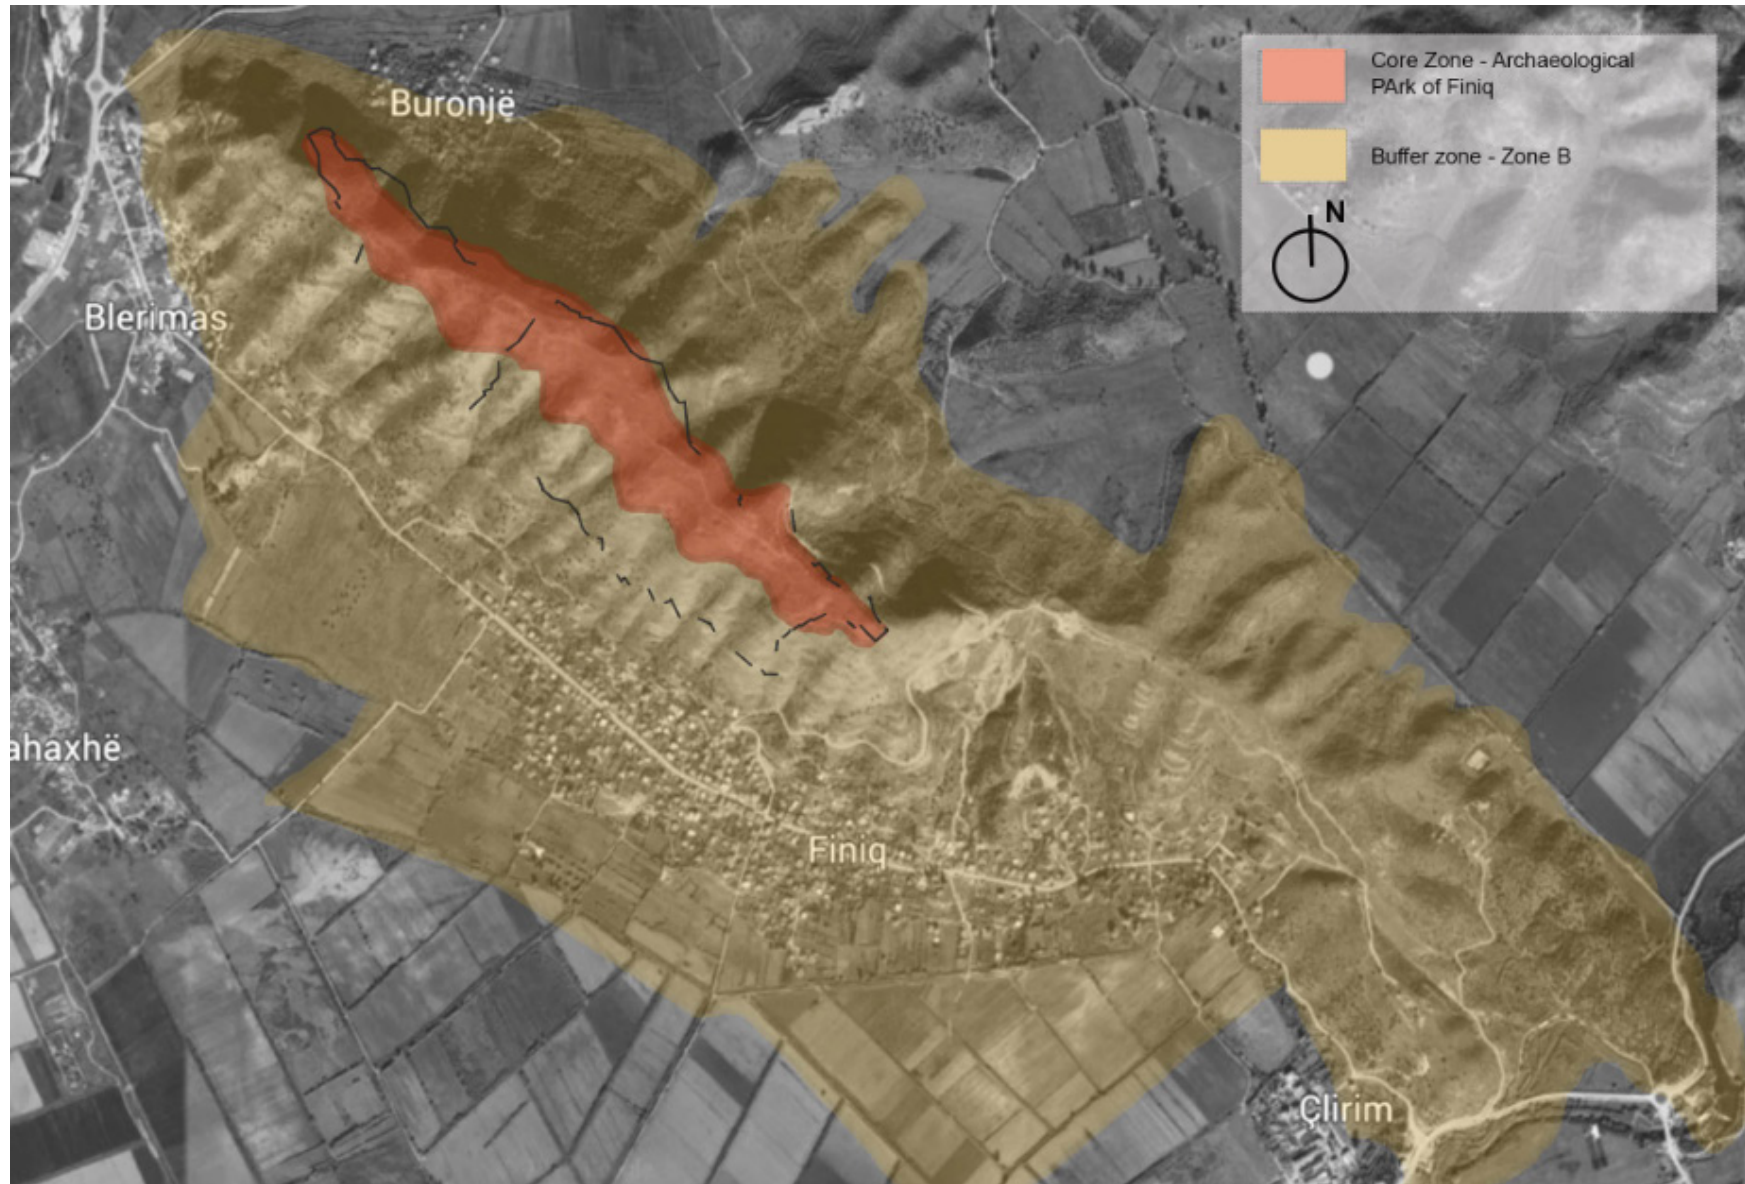 Core Zone - Archaeological
PArk of Finiq
Buffer zone - Zone B
N
Buronjë
Blerimas
ahaxhë
Finiq
Çlirim